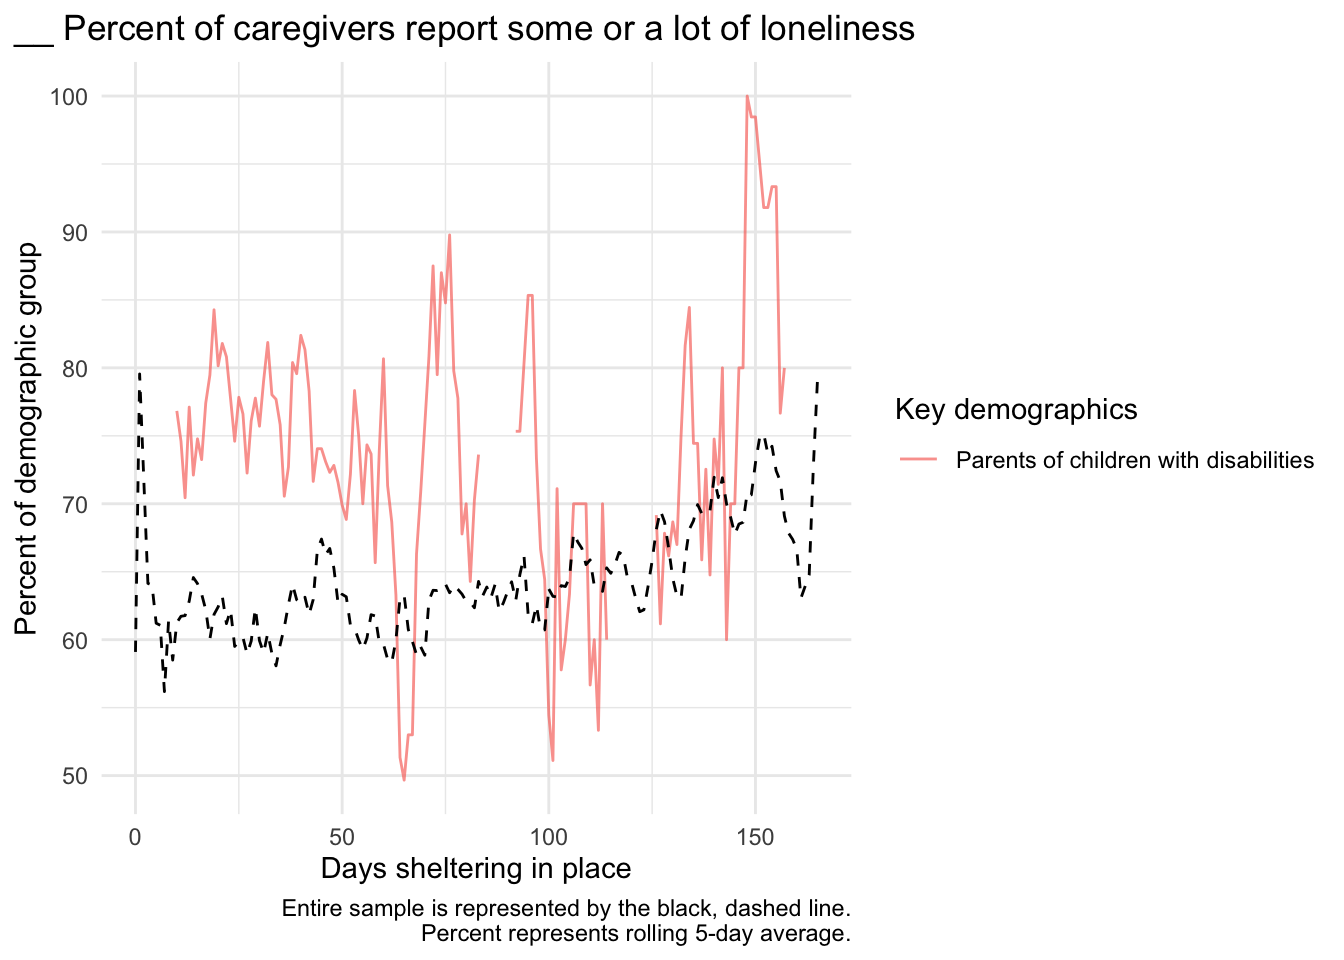 __ Percent of caregivers report some or a lot of loneliness
Percent of demographic group
100
90
80
70
60
50
0
50
100
150
Days sheltering in place
Key demographics
Parents of children with disabilities
Entire sample is represented by the black, dashed line.
Percent represents rolling 5-day average.